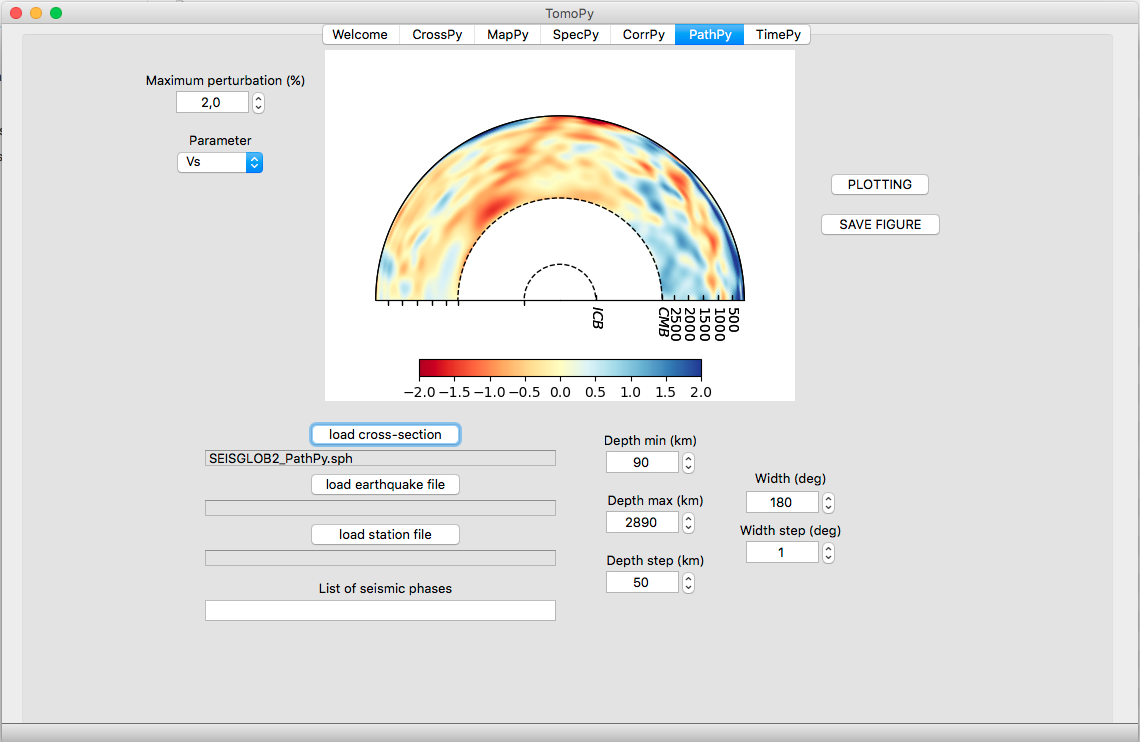 TomoPy
Welcome CrossPy MapPy SpecPy CorrPy PathPy TimePy
Maximum perturbation (%)
2,0
Parameter
Vs
PLOTTING
SAVE FIGURE
ICB
CMB
2500
2000
1500
1000
500
−2.0 −1.5 −1.0 −0.5 0.0 0.5 1.0 1.5 2.0
load cross-section
SEISGLOB2_PathPy.sph
load earthquake file
load station file
List of seismic phases
Depth min (km)
90
Depth max (km)
2890
Depth step (km)
50
Width (deg)
180
Width step (deg)
1